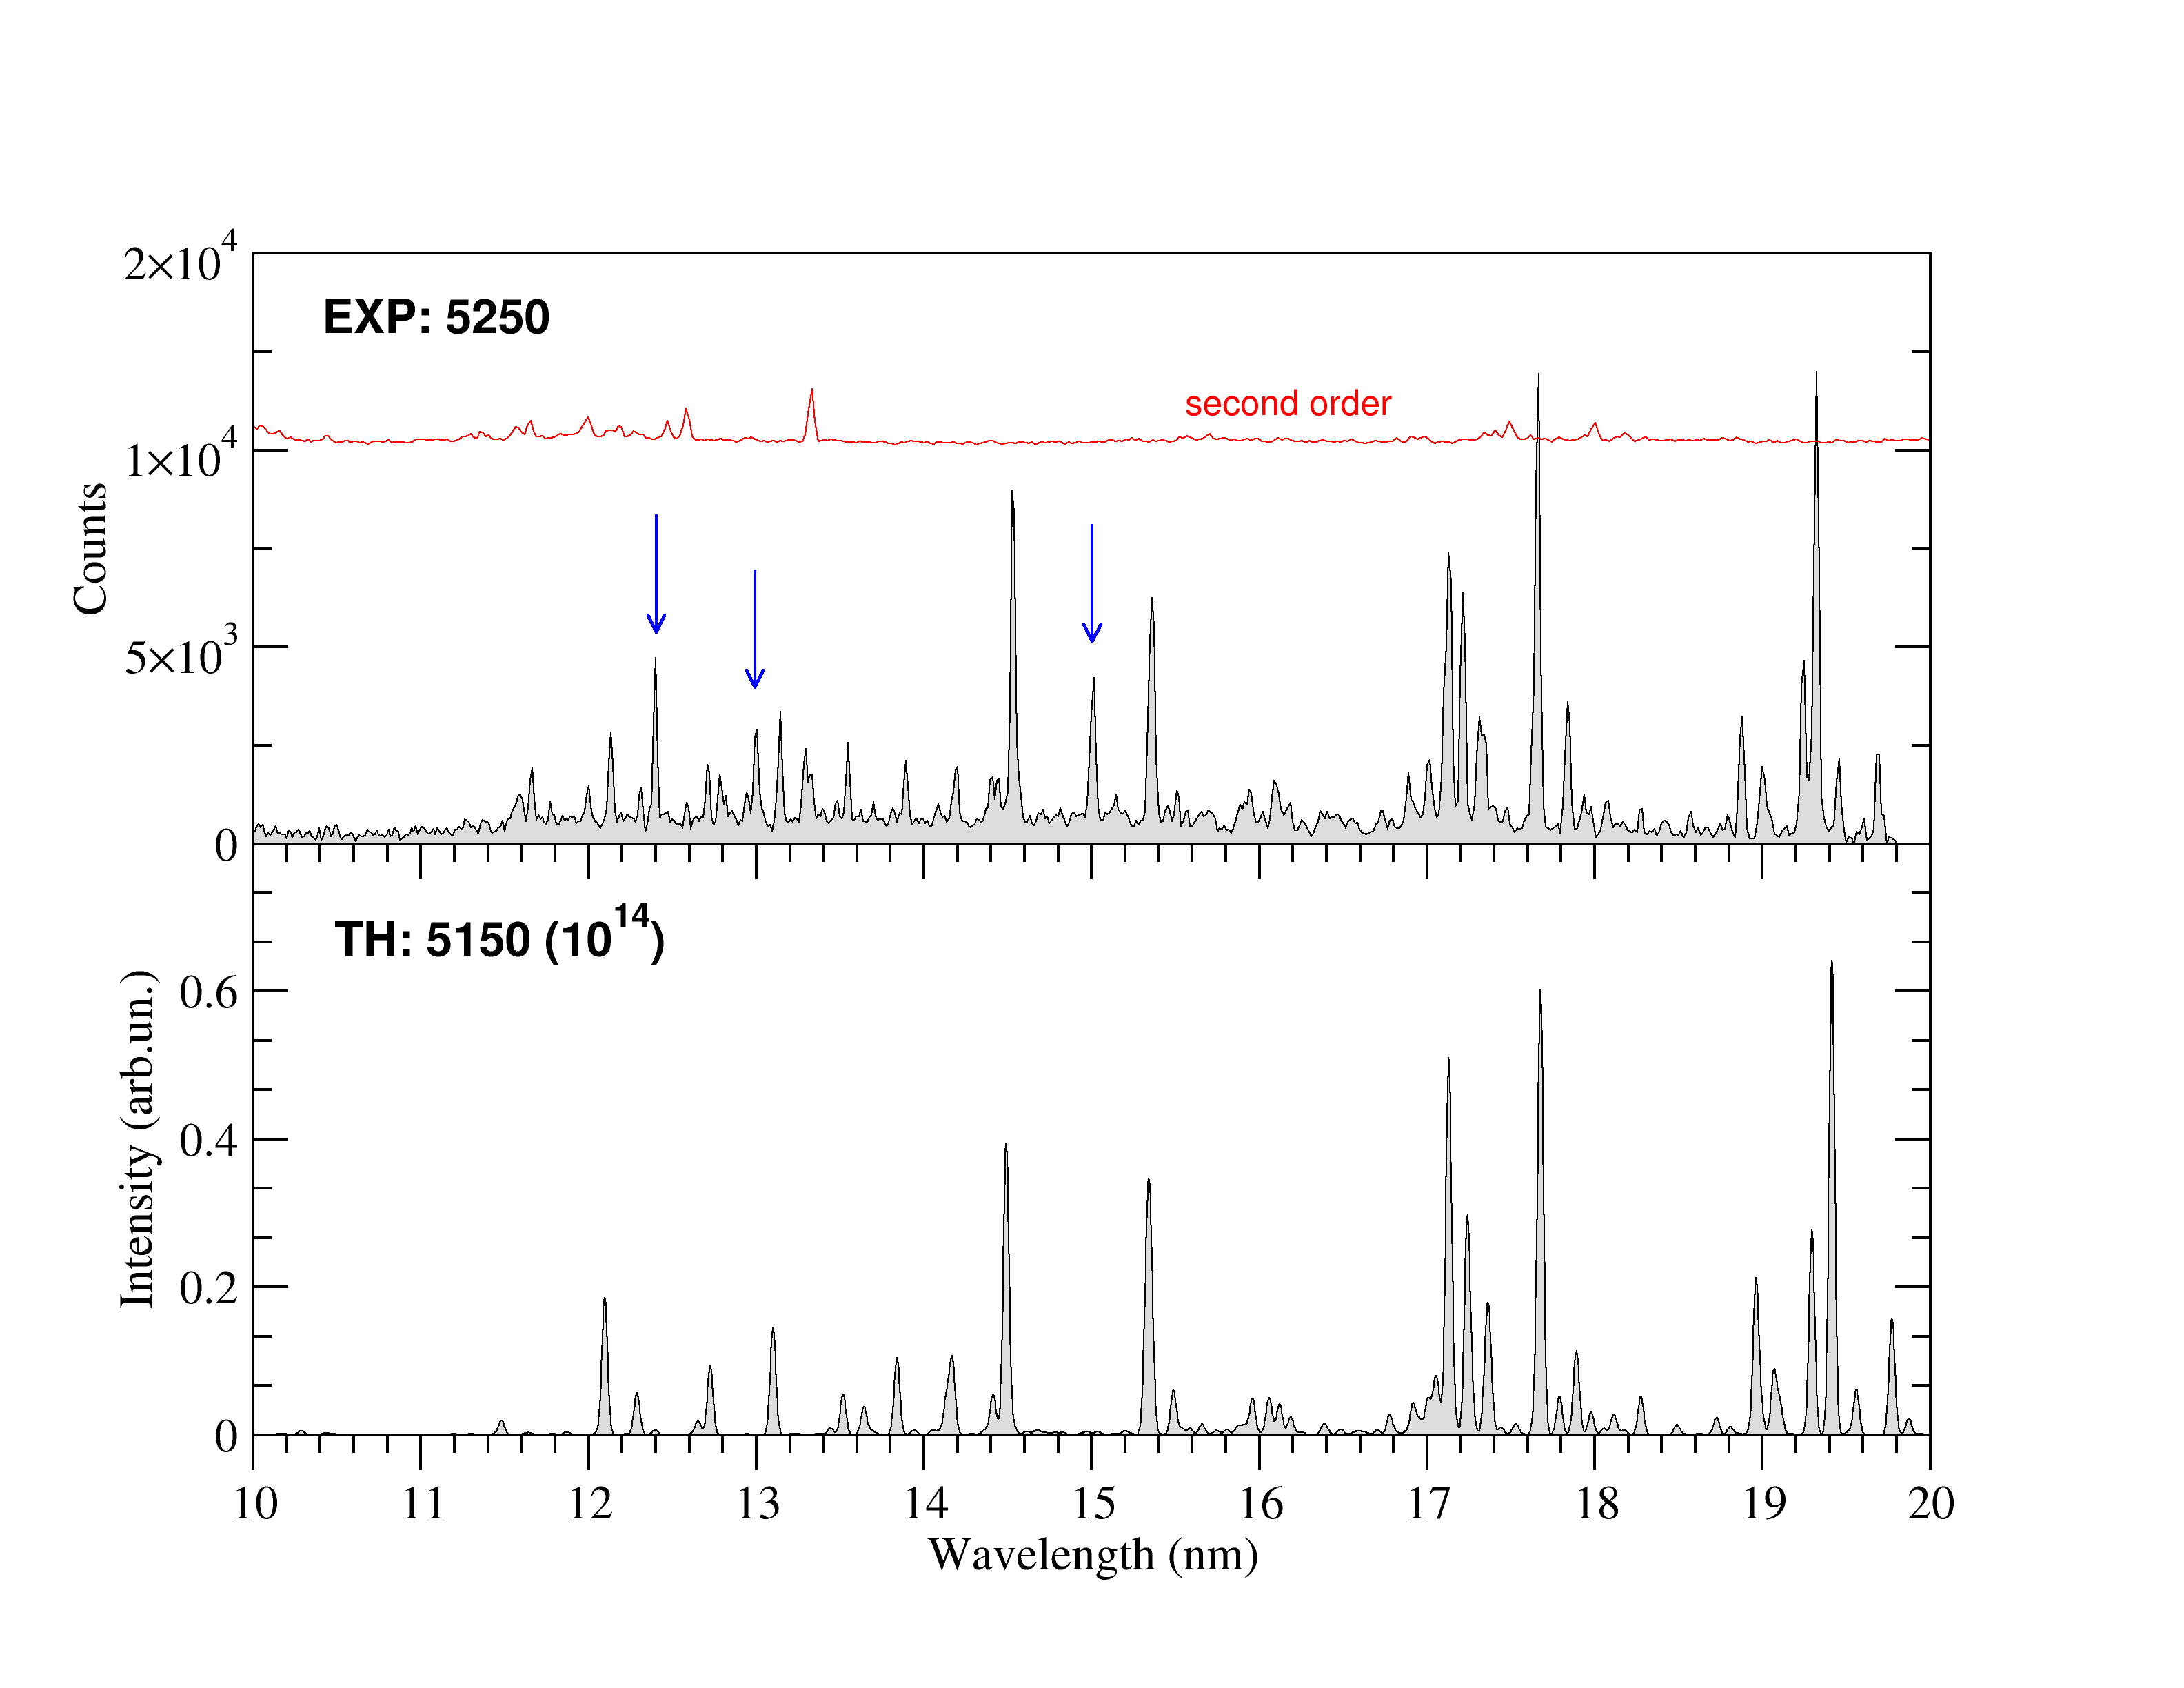 2×10^4
EXP: 5250
second order
1×10^4
Counts
5×10^3
0
TH: 5150 (10^14)
Intensity (arb.un.)
0.6
0.4
0.2
0
10 11 12 13 14 15 16 17 18 19 20
Wavelength (nm)